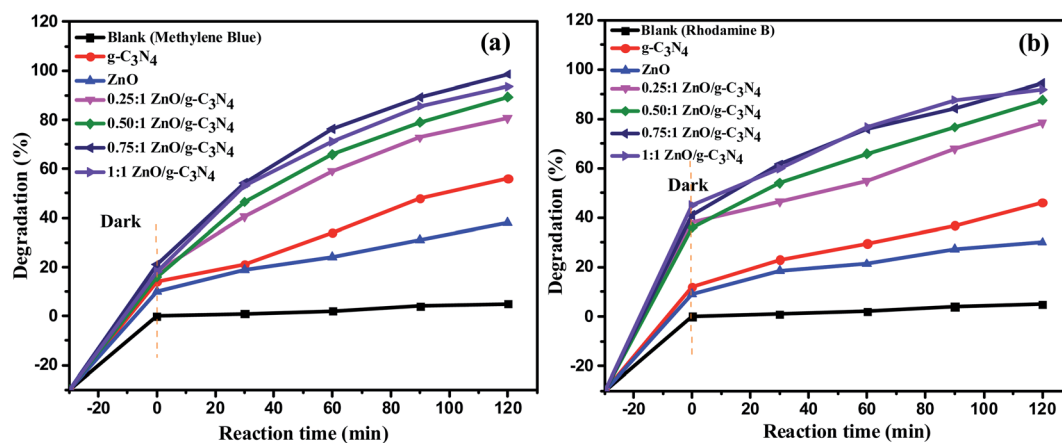 120
100
80
60
40
20
0
-20
Degradation (%)
Blank (Methylene Blue)
g-C3N4
ZnO
0.25:1 ZnO/g-C3N4
0.50:1 ZnO/g-C3N4
0.75:1 ZnO/g-C3N4
1:1 ZnO/g-C3N4
(a)
Dark
-20 0 20 40 60 80 100 120
Reaction time (min)
120
100
80
60
40
20
0
-20
Degradation (%)
Blank (Rhodamine B)
g-C3N4
ZnO
0.25:1 ZnO/g-C3N4
0.50:1 ZnO/g-C3N4
0.75:1 ZnO/g-C3N4
1:1 ZnO/g-C3N4
(b)
Dark
-20 0 20 40 60 80 100 120
Reaction time (min)